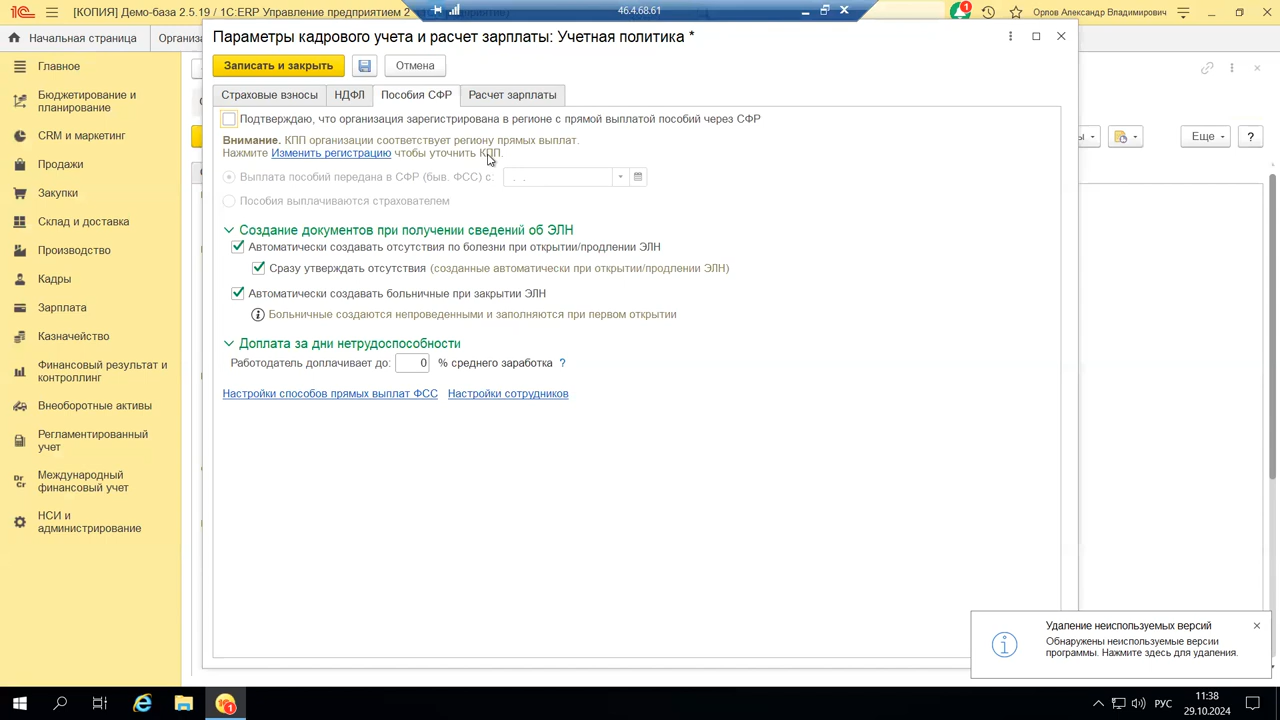 [КОПИЯ] Демо-база 2.5.19 / 1С:ERP Управление предприятием 2
46.4.68.61
1
Орлов Александр Владимирович
Начальная страница
Организа
Главное
Бюджетирование и
планирование
CRM и маркетинг
Продажи
Закупки
Склад и доставка
Производство
Кадры
Зарплата
Казначейство
Финансовый результат и
контроллинг
Внеоборотные активы
Регламентированный
учет
Международный
финансовый учет
НСИ и
администрирование
Параметры кадрового учета и расчет зарплаты: Учетная политика *
Записать и закрыть
Отмена
Страховые взносы
НДФЛ
Пособия СФР
Расчет зарплаты
Подтверждаю, что организация зарегистрирована в регионе с прямой выплатой пособий через СФР
Внимание. КПП организации соответствует региону прямых выплат.
Нажмите Изменить регистрацию чтобы уточнить КПП.
Выплата пособий передана в СФР (быв. ФСС) с: . .
Пособия выплачиваются страхователем
Создание документов при получении сведений об ЭЛН
Автоматически создавать отсутствия по болезни при открытии/продлении ЭЛН
Сразу утверждать отсутствия (созданные автоматически при открытии/продлении ЭЛН)
Автоматически создавать больничные при закрытии ЭЛН
Больничные создаются непроведенными и заполняются при первом открытии
Доплата за дни нетрудоспособности
Работодатель доплачивает до: 0 % среднего заработка ?
Настройки способов прямых выплат ФСС Настройки сотрудников
Еще
?
Удаление неиспользуемых версий
Обнаружены неиспользуемые версии
программы. Нажмите здесь для удаления.
1
РУС
11:38
29.10.2024